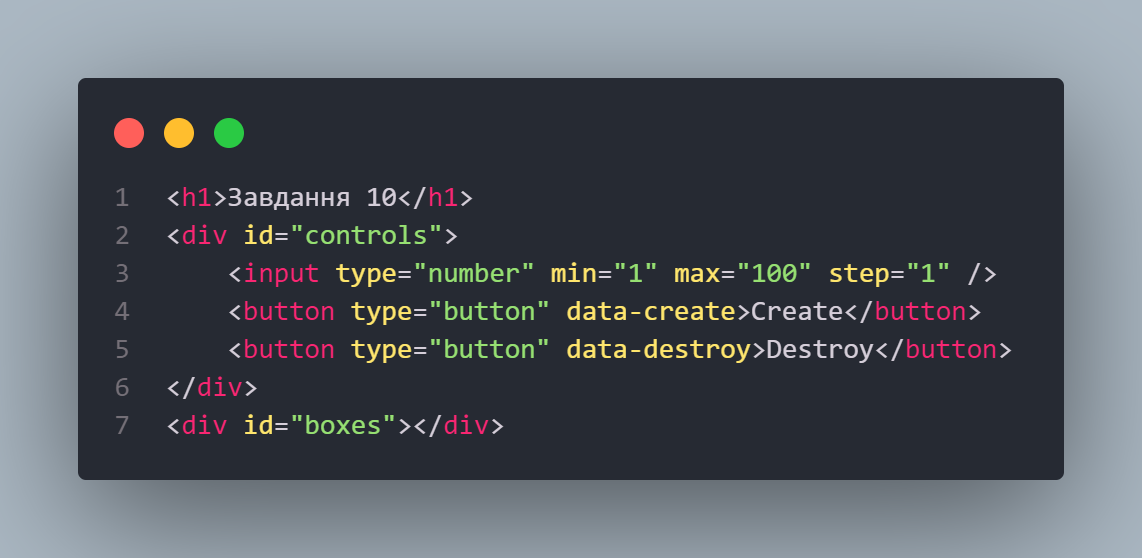 1 <h1>Завдання 10</h1>
2 <div id="controls">
3     <input type="number" min="1" max="100" step="1" />
4     <button type="button" data-create>Create</button>
5     <button type="button" data-destroy>Destroy</button>
6 </div>
7 <div id="boxes"></div>